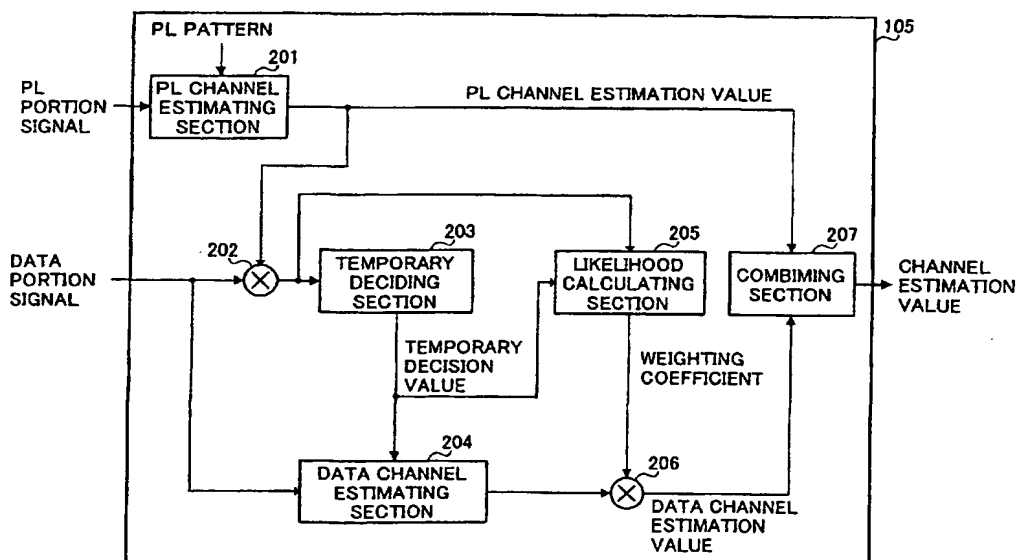 PL PATTERN
105
201
PL
PORTION
SIGNAL
PL CHANNEL
ESTIMATING
SECTION
PL CHANNEL ESTIMATION VALUE
202
203
205
207
DATA
PORTION
SIGNAL
TEMPORARY
DECIDING
SECTION
LIKELIHOOD
CALCULATING
SECTION
COMBIMING
SECTION
CHANNEL
ESTIMATION
VALUE
TEMPORARY
DECISION
VALUE
WEIGHTING
COEFFICIENT
204
206
DATA CHANNEL
ESTIMATING
SECTION
DATA CHANNEL
ESTIMATION
VALUE